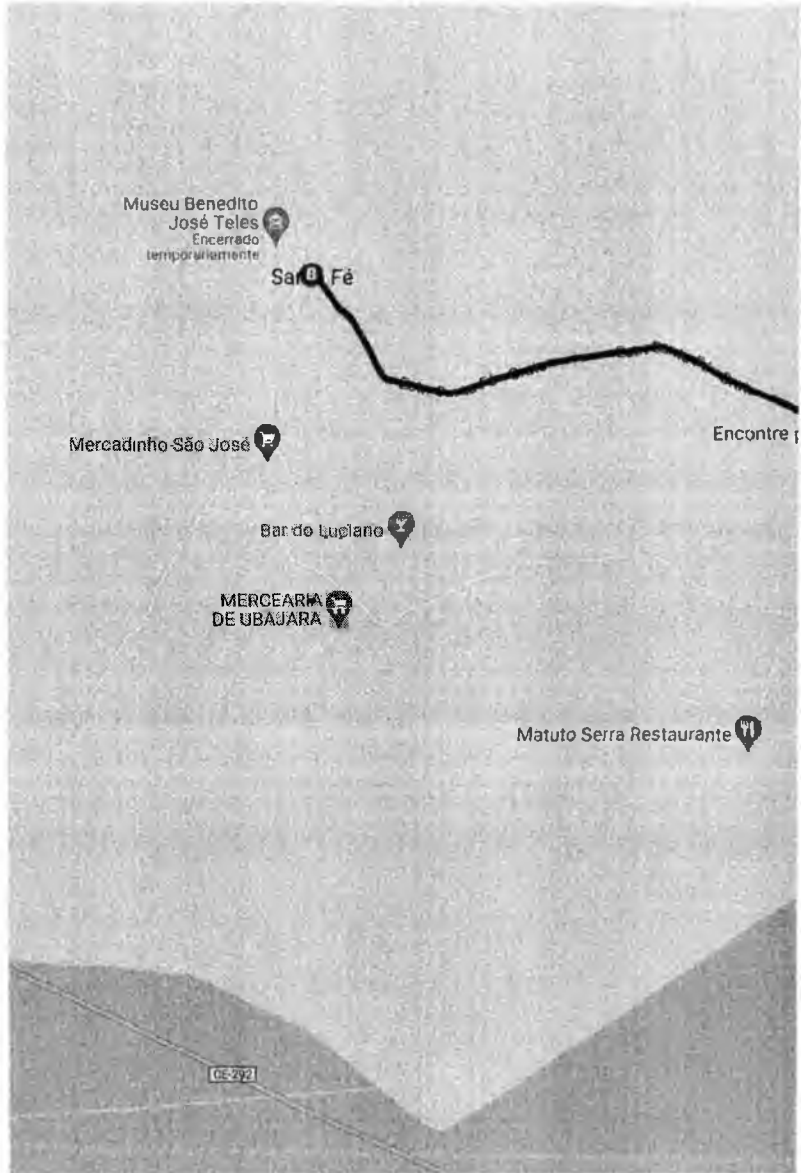 Museu Benedito
José Teles
Encerrado
temporariamente
Fé
Mercadinho São José
Encontre
Bar do Luciano
MERCEARIA
DE UBAJARA
Matuto Serra Restaurante
CE-292